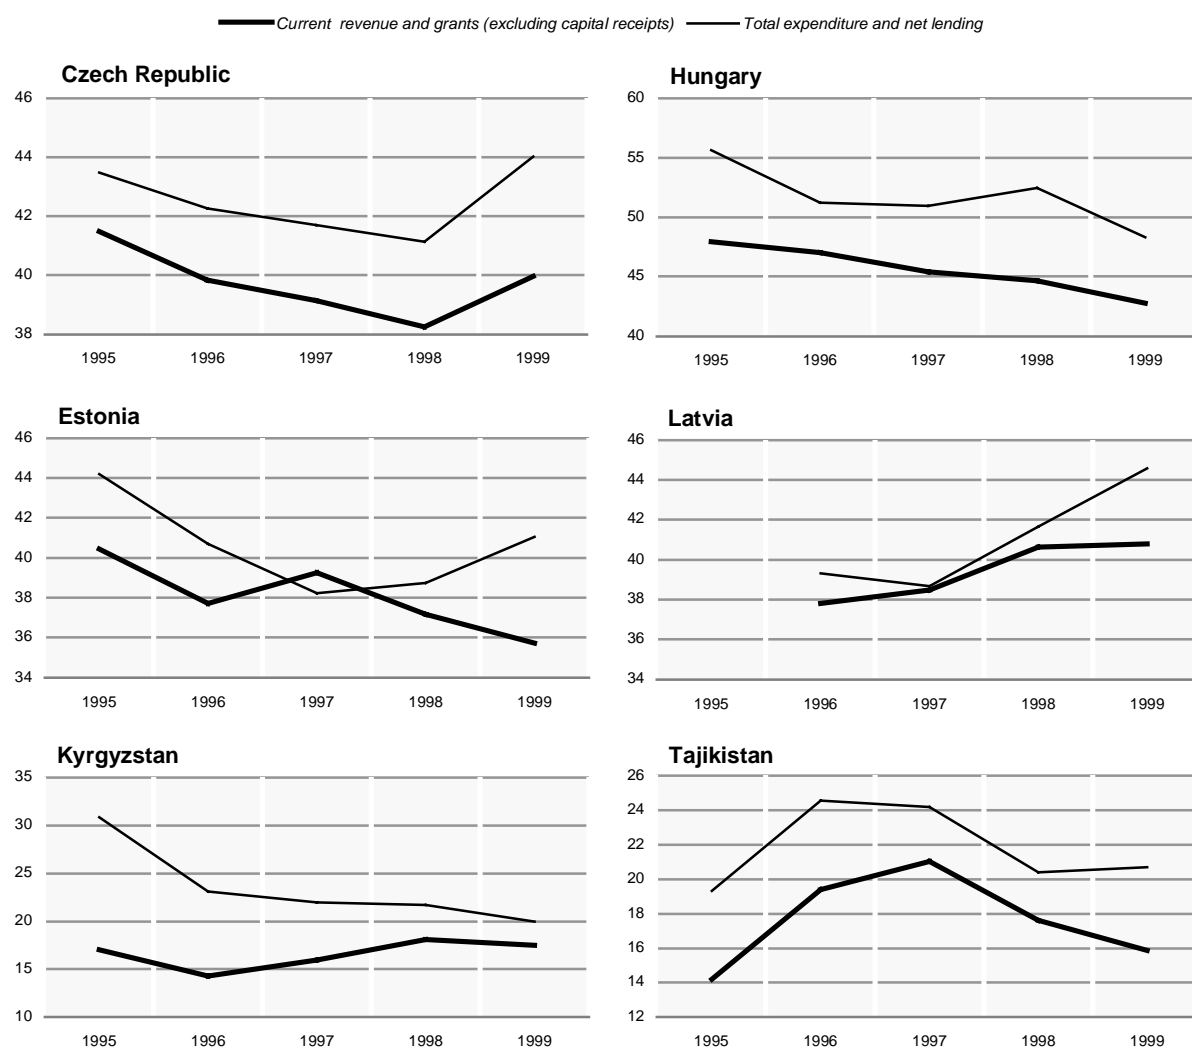 Current revenue and grants (excluding capital receipts) Total expenditure and net lending
Czech Republic
46
44
42
40
38
1995 1996 1997 1998 1999
Hungary
60
55
50
45
40
1995 1996 1997 1998 1999
Estonia
46
44
42
40
38
36
34
1995 1996 1997 1998 1999
Latvia
46
44
42
40
38
36
34
1995 1996 1997 1998 1999
Kyrgyzstan
35
30
25
20
15
10
1995 1996 1997 1998 1999
Tajikistan
26
24
22
20
18
16
14
12
1995 1996 1997 1998 1999